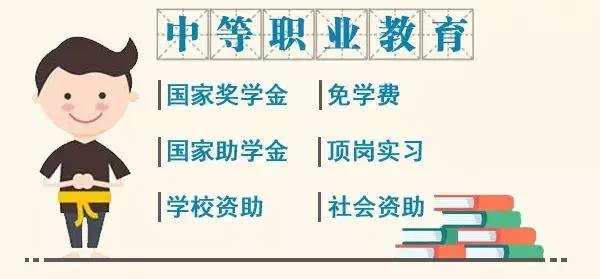 中等职业教育
国家奖学金 免学费
国家助学金 顶岗实习
学校资助 社会资助